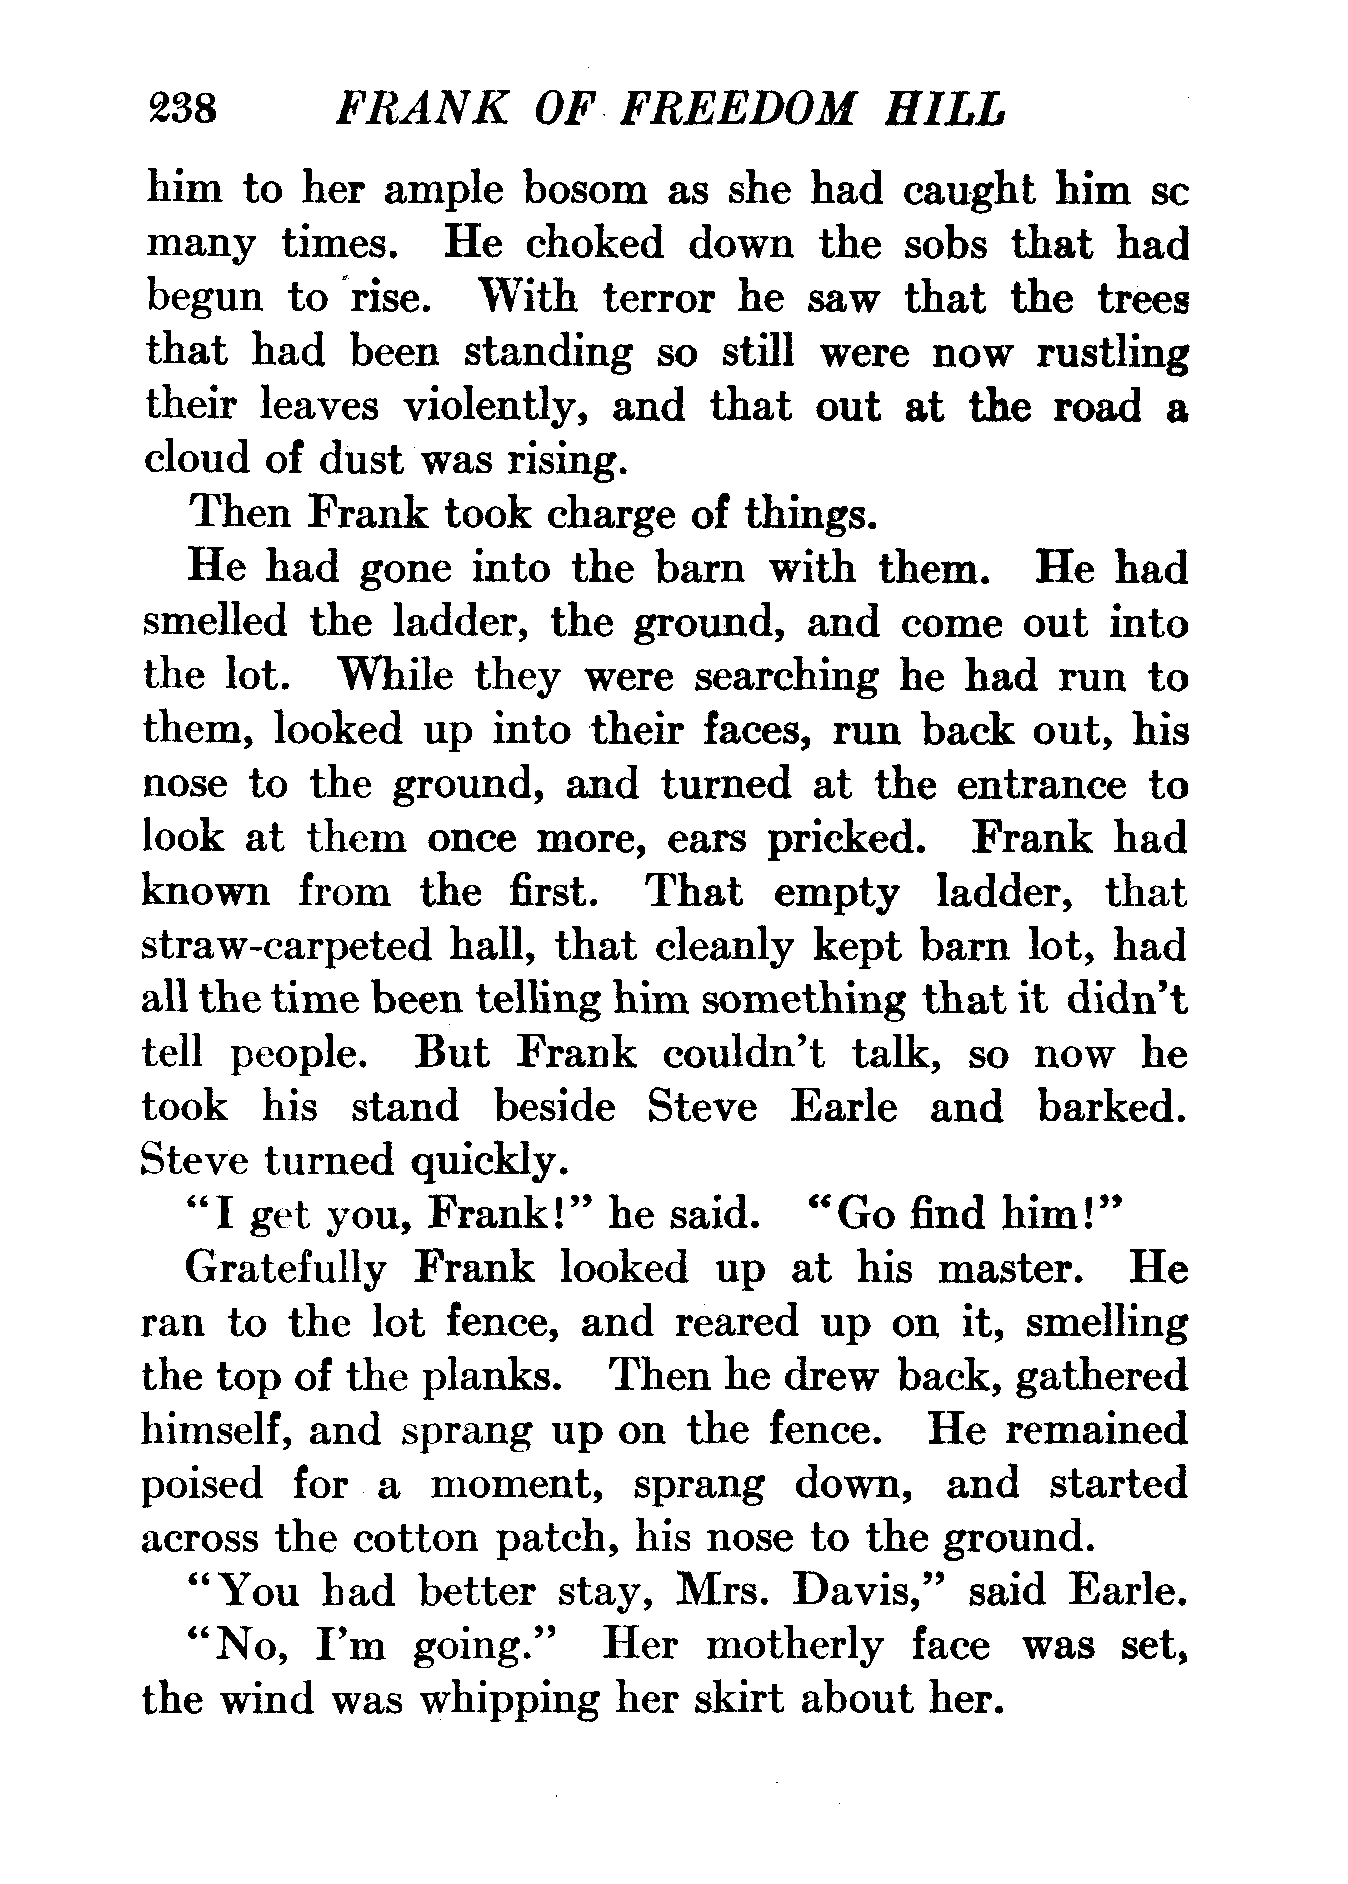 238 FRANK OF FREEDOM HILL
him to her ample bosom as she had caught him sc
many times. He choked down the sobs that had
begun to rise. With terror he saw that the trees
that had been standing so still were now rustling
their leaves violently, and that out at the road a
cloud of dust was rising.
Then Frank took charge of things.
He had gone into the barn with them. He had
smelled the ladder, the ground, and come out into
the lot. While they were searching he had run to
them, looked up into their faces, run back out, his
nose to the ground, and turned at the entrance to
look at them once more, ears pricked. Frank had
known from the first. That empty ladder, that
straw-carpeted hall, that cleanly kept barn lot, had
all the time been telling him something that it didn't
tell people. But Frank couldn't talk, so now he
took his stand beside Steve Earle and barked.
Steve turned quickly.
"I get you, Frank!" he said. "Go find him!"
Gratefully Frank looked up at his master. He
ran to the lot fence, and reared up on it, smelling
the top of the planks. Then he drew back, gathered
himself, and sprang up on the fence. He remained
poised for a moment, sprang down, and started
across the cotton patch, his nose to the ground.
"You had better stay, Mrs. Davis," said Earle.
"No, I'm going." Her motherly face was set,
the wind was whipping her skirt about her.